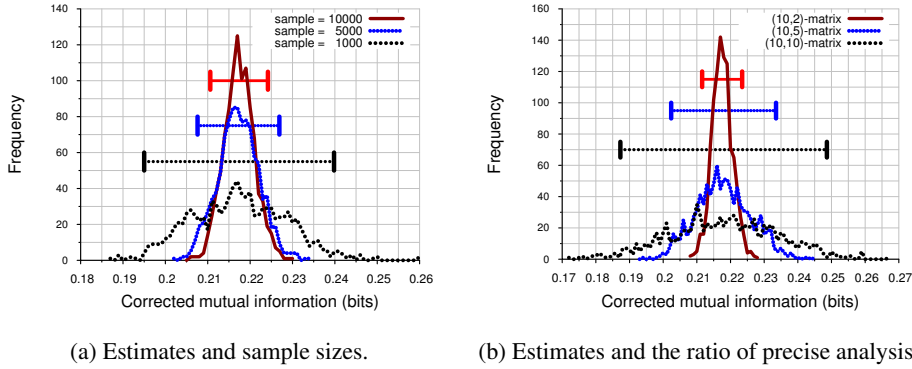 sample = 10000
sample = 5000
sample = 1000
140
120
100
80
60
40
20
0
Frequency
0.18 0.19 0.2 0.21 0.22 0.23 0.24 0.25 0.26
Corrected mutual information (bits)
(a) Estimates and sample sizes.
(10,2)-matrix
(10,5)-matrix
(10,10)-matrix
160
140
120
100
80
60
40
20
0
Frequency
0.17 0.18 0.19 0.2 0.21 0.22 0.23 0.24 0.25 0.26 0.27
Corrected mutual information (bits)
(b) Estimates and the ratio of precise analysis